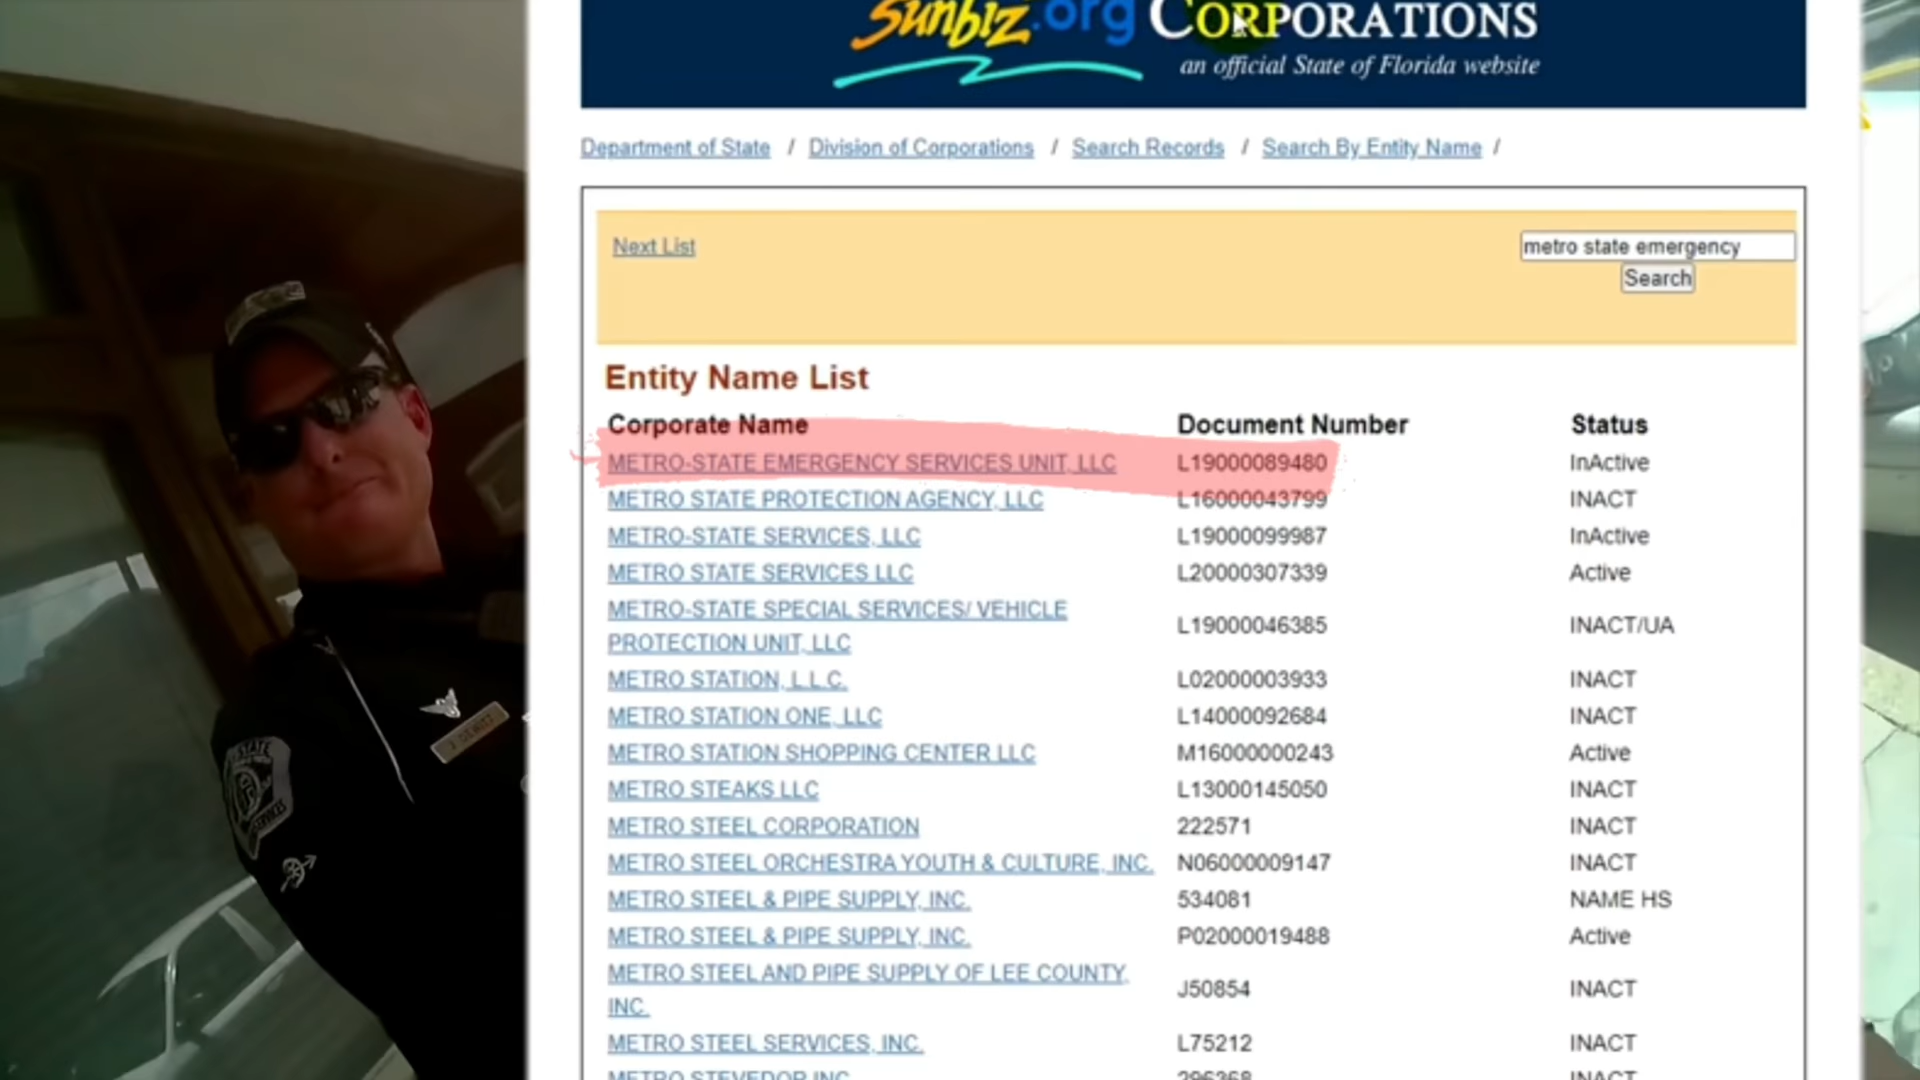 Sunbiz.org CORPORATIONS
an official State of Florida website
Department of State / Division of Corporations / Search Records / Search By Entity Name /
Next List
metro state emergency
Search
Entity Name List
Corporate Name Document Number Status
METRO-STATE EMERGENCY SERVICES UNIT, LLC L19000089480 InActive
METRO STATE PROTECTION AGENCY, LLC L16000043799 INACT
METRO-STATE SERVICES, LLC L19000099987 InActive
METRO STATE SERVICES LLC L20000307339 Active
METRO-STATE SPECIAL SERVICES/ VEHICLE
PROTECTION UNIT, LLC L19000046385 INACT/UA
METRO STATION, L.L.C. L02000003933 INACT
METRO STATION ONE, LLC L14000092684 INACT
METRO STATION SHOPPING CENTER LLC M16000000243 Active
METRO STEAKS LLC L13000145050 INACT
METRO STEEL CORPORATION 222571 INACT
METRO STEEL ORCHESTRA YOUTH & CULTURE, INC. N06000009147 INACT
METRO STEEL & PIPE SUPPLY, INC. 534081 NAME HS
METRO STEEL & PIPE SUPPLY, INC. P02000019488 Active
METRO STEEL AND PIPE SUPPLY OF LEE COUNTY,
INC. J50854 INACT
METRO STEEL SERVICES, INC. L75212 INACT
METRO STEVEDOR INC 296368 INACT
STATE
SERVICES